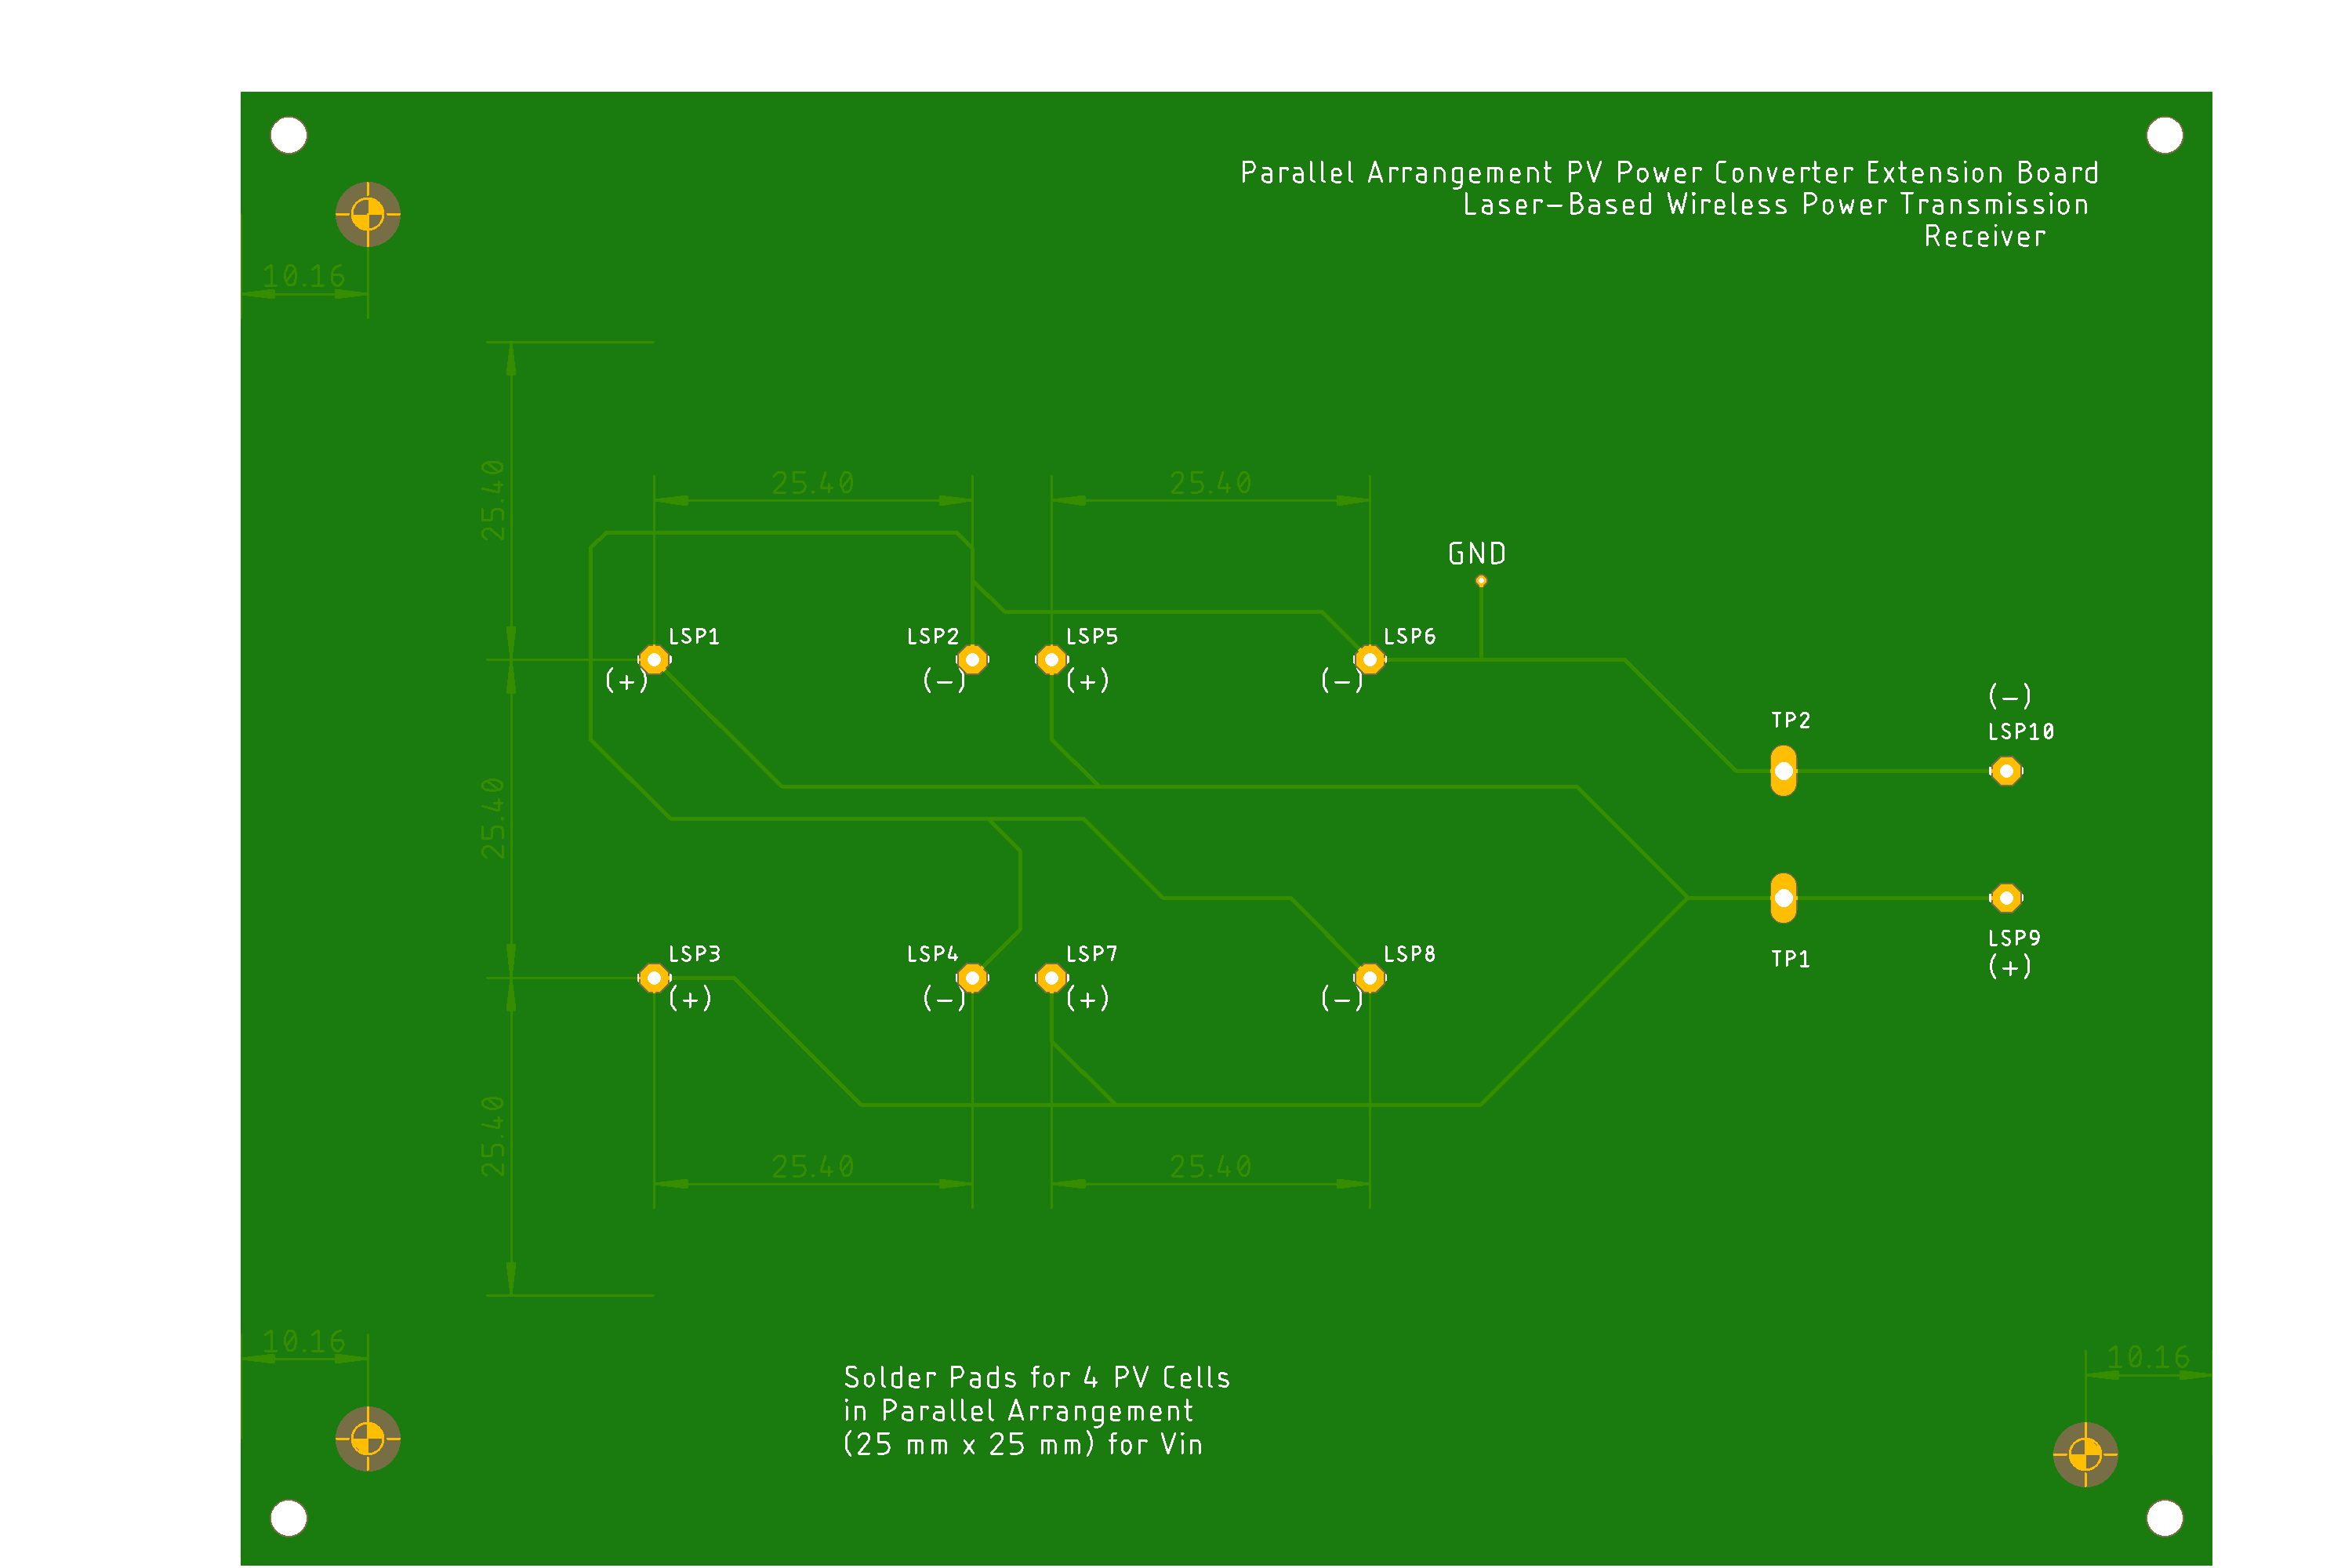 Parallel Arrangement PV Power Converter Extension Board
Laser-Based Wireless Power Transmission
Receiver
10.16
25.40
25.40
25.40
GND
LSP1
LSP2
LSP5
LSP6
(+)
(-)
(+)
(-)
(-)
TP2
LSP10
25.40
LSP3
LSP4
LSP7
LSP8
LSP9
TP1
(+)
(+)
(-)
(+)
(-)
25.40
25.40
25.40
10.16
10.16
Solder Pads for 4 PV Cells
in Parallel Arrangement
(25 mm x 25 mm) for Vin